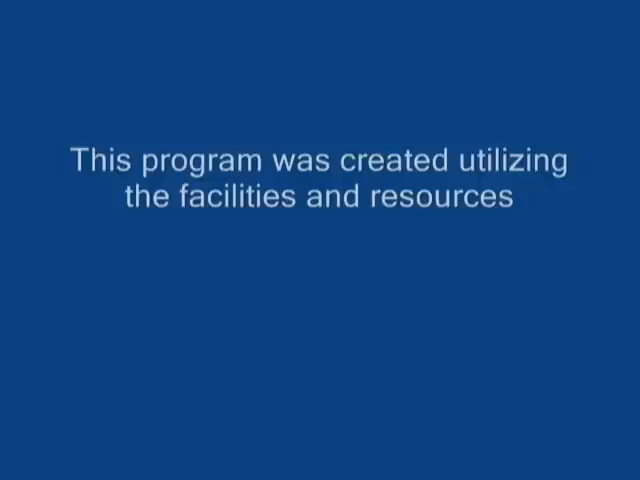 This program was created utilizing
the facilities and resources